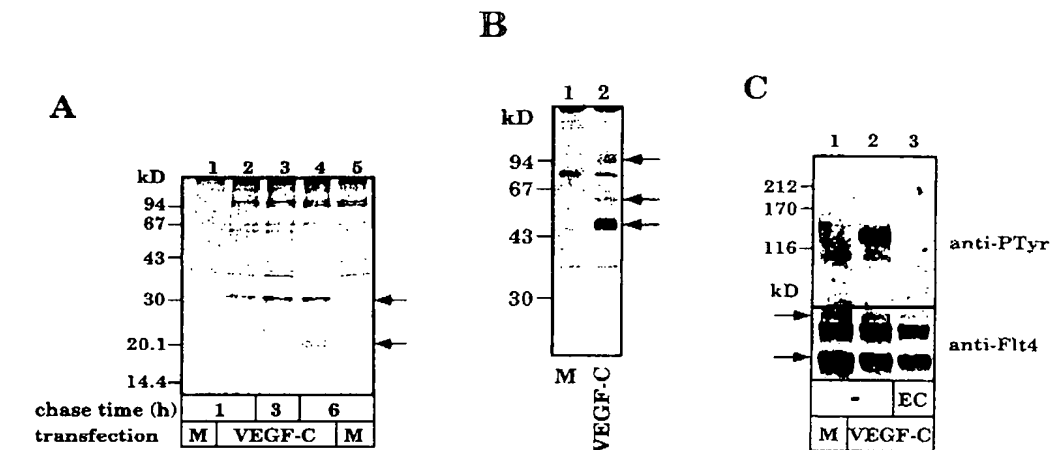 A
1 2 3 4 5
kD
94
67
43
30
20.1
14.4
chase time (h) 1 3 6
transfection M VEGF-C M
B
1 2
kD
94
67
43
30
M VEGF-C
C
1 2 3
212
170
116
kD
anti-PTyr
anti-Flt4
- EC
M VEGF-C